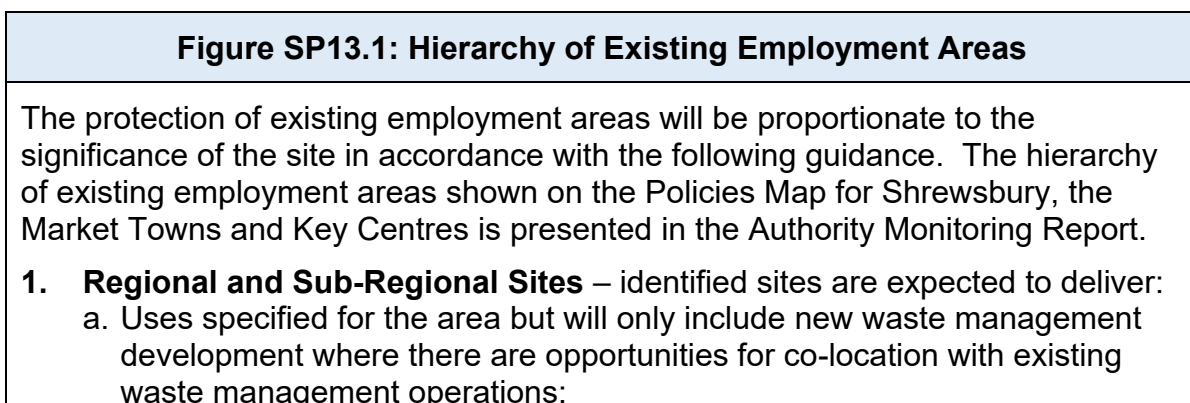 Figure SP13.1: Hierarchy of Existing Employment Areas
The protection of existing employment areas will be proportionate to the
significance of the site in accordance with the following guidance.  The hierarchy
of existing employment areas shown on the Policies Map for Shrewsbury, the
Market Towns and Key Centres is presented in the Authority Monitoring Report.
1. Regional and Sub-Regional Sites – identified sites are expected to deliver:
a. Uses specified for the area but will only include new waste management
development where there are opportunities for co-location with existing
waste management operations;